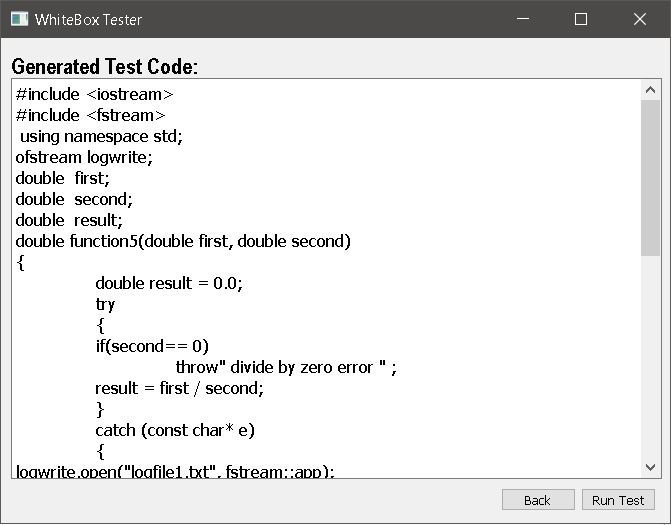 WhiteBox Tester
Generated Test Code:
#include <iostream>
#include <fstream>
using namespace std;
ofstream logwrite;
double  first;
double  second;
double  result;
double function5(double first, double second)
{
double result = 0.0;
try
{
if(second== 0)
throw" divide by zero error " ;
result = first / second;
}
catch (const char* e)
{
logwrite.open("logfile1.txt", fstream::app);
Back
Run Test